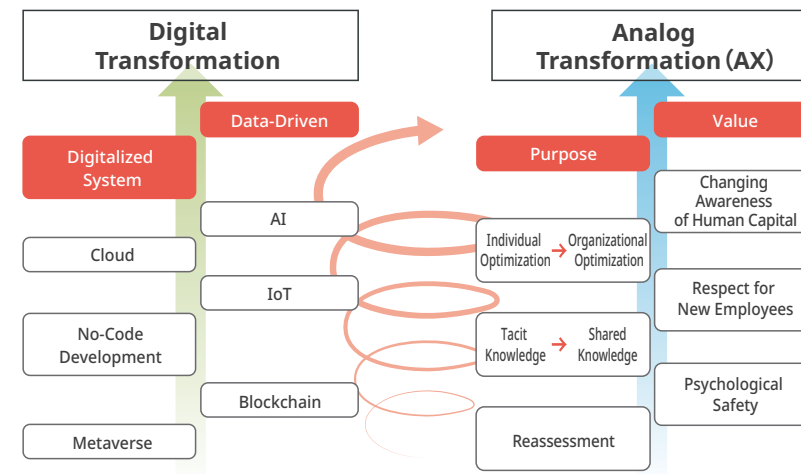 Digital
Transformation
Data-Driven
Digitalized
System
AI
Cloud
IoT
No-Code
Development
Blockchain
Metaverse
Analog
Transformation (AX)
Value
Purpose
Changing
Awareness
of Human Capital
Individual
Optimization
→
Organizational
Optimization
Respect for
New Employees
Tacit
Knowledge
→
Shared
Knowledge
Psychological
Safety
Reassessment